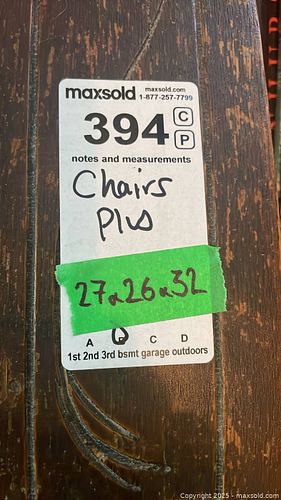 maxsold maxsold.com
1-877-257-7799
394 C
P
notes and measurements
Chairs
Plus
27x26x32
A B C D
1st 2nd 3rd bsmt garage outdoors
© Copyright 2025 - maxsold.com